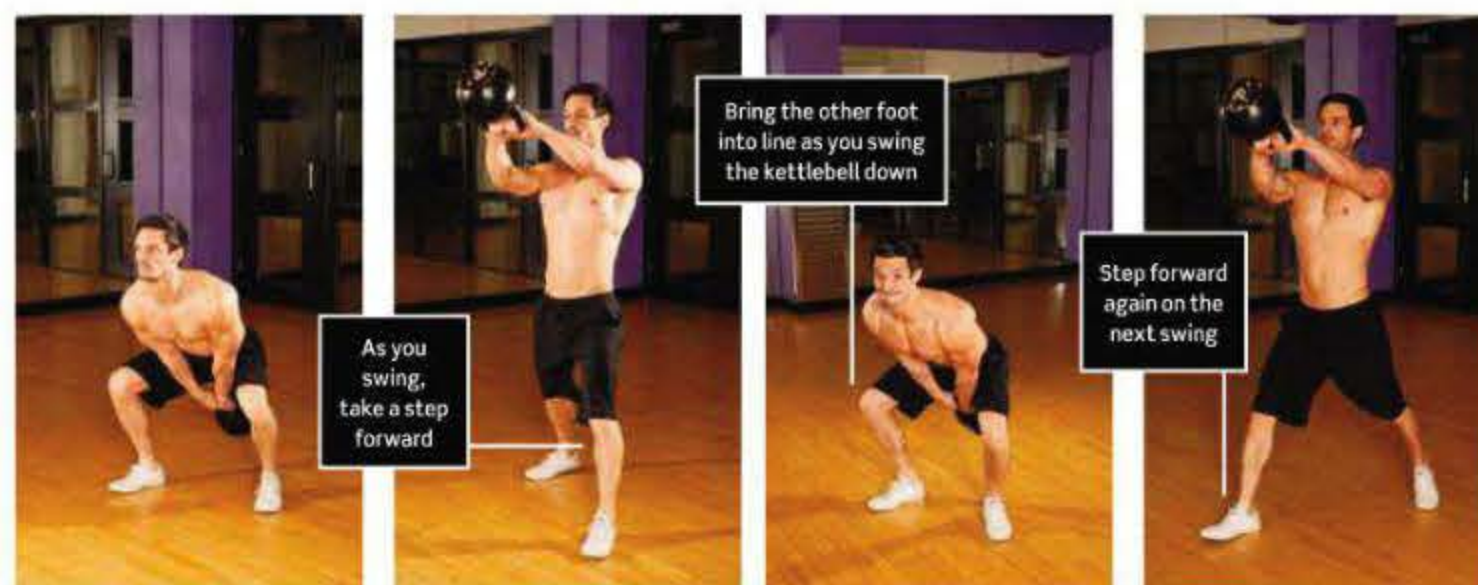 As you
swing,
take a step
forward
Bring the other foot
into line as you swing
the kettlebell down
Step forward
again on the
next swing